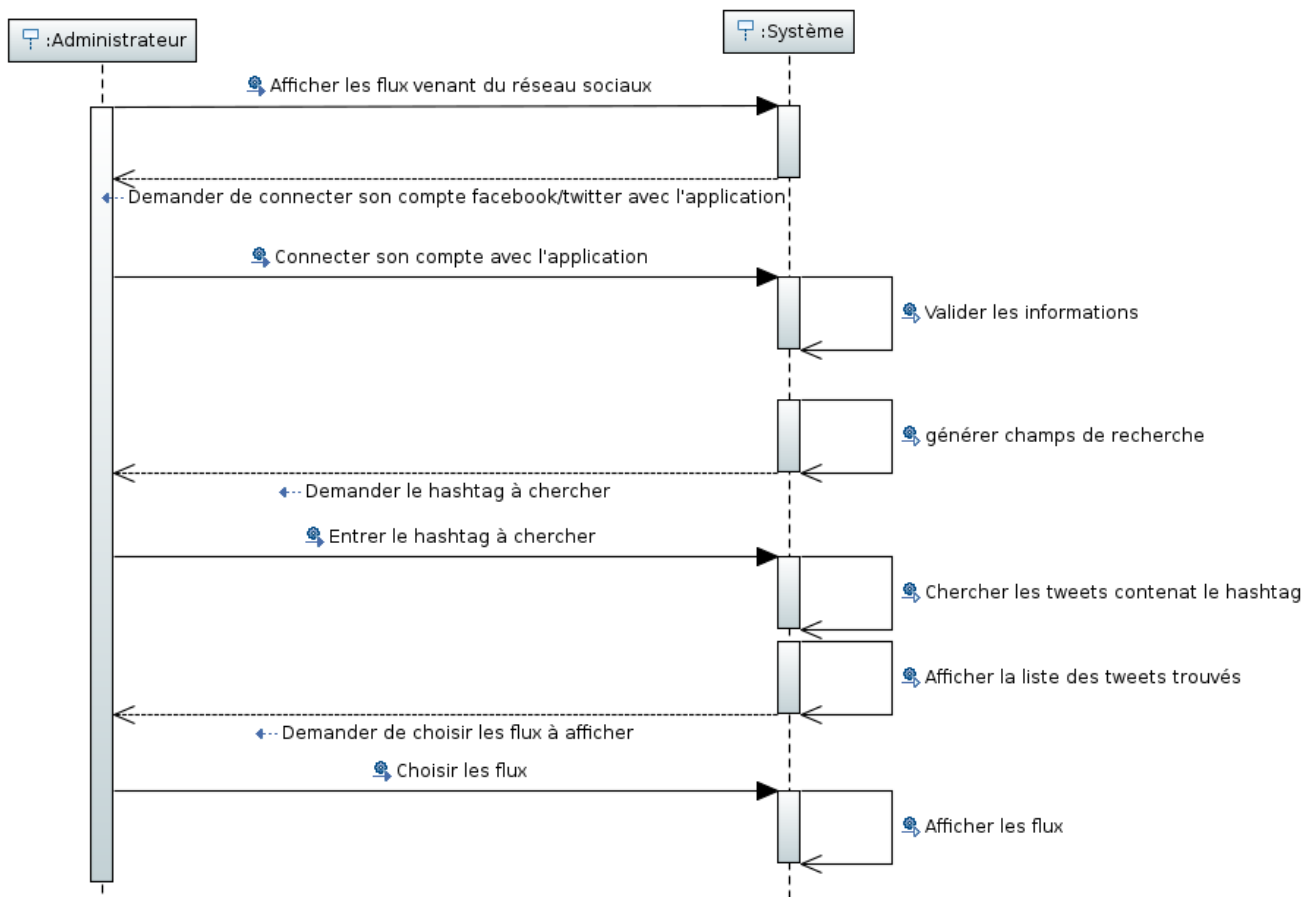 :Administrateur
:Système
Afficher les flux venant du réseau sociaux
Demander de connecter son compte facebook/twitter avec l'application
Connecter son compte avec l'application
Valider les informations
générer champs de recherche
Demander le hashtag à chercher
Entrer le hashtag à chercher
Chercher les tweets contenat le hashtag
Afficher la liste des tweets trouvés
Demander de choisir les flux à afficher
Choisir les flux
Afficher les flux